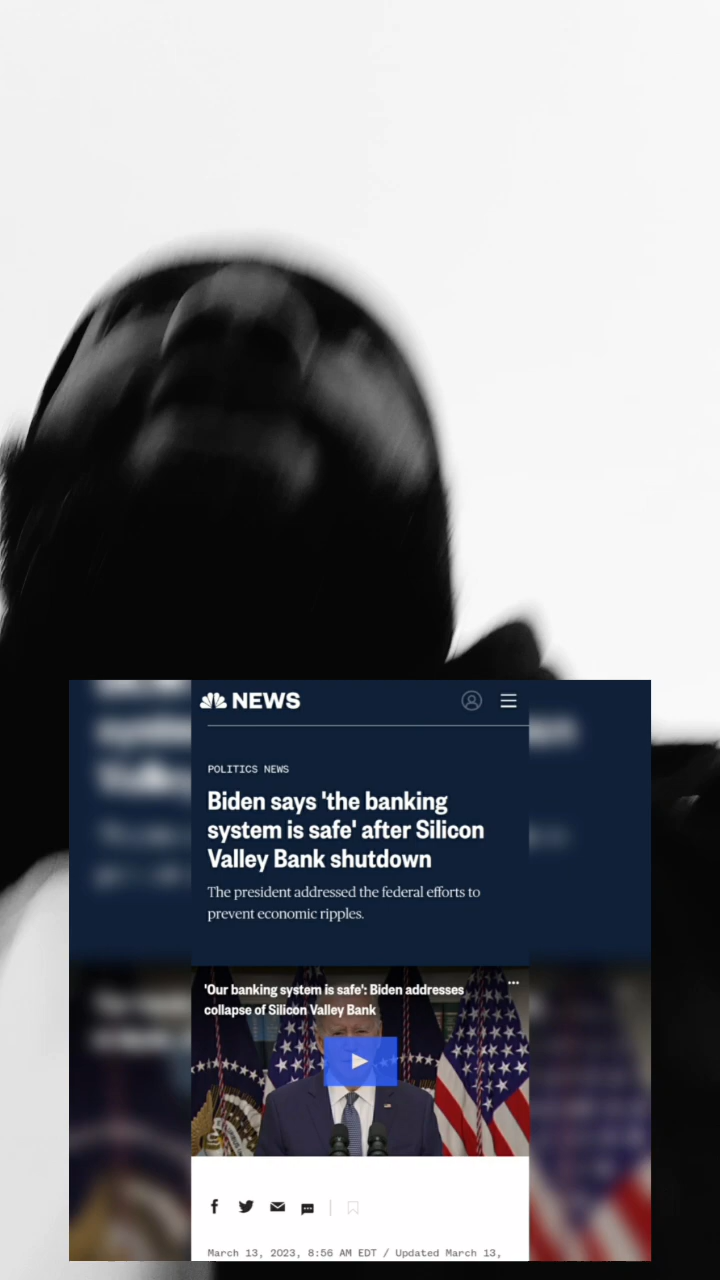 NEWS
POLITICS NEWS
Biden says 'the banking
system is safe' after Silicon
Valley Bank shutdown
The president addressed the federal efforts to
prevent economic ripples.
'Our banking system is safe': Biden addresses
collapse of Silicon Valley Bank
March 13, 2023, 8:56 AM EDT / Updated March 13,